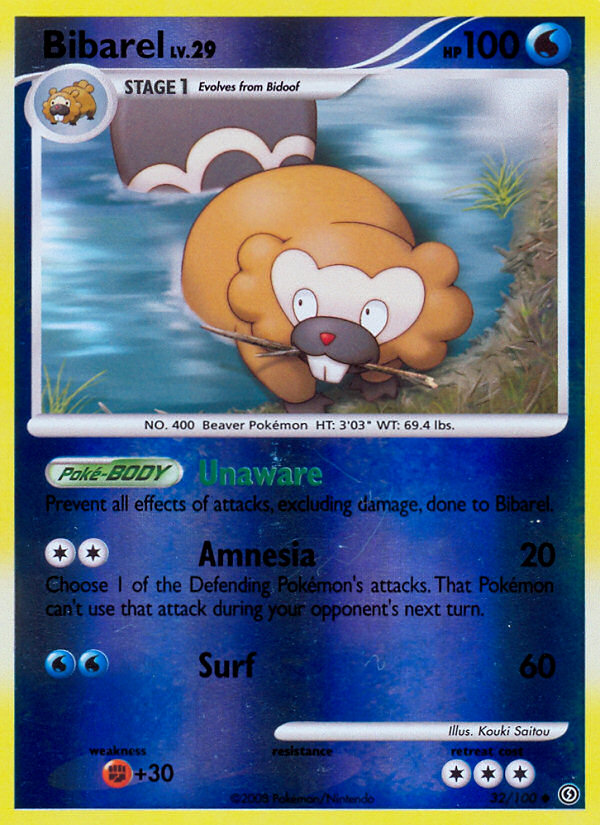 Bibarel LV.29 HP 100
STAGE 1 Evolves from Bidoof
NO. 400 Beaver Pokémon HT: 3'03" WT: 69.4 lbs.
Poké-BODY Unaware
Prevent all effects of attacks, excluding damage, done to Bibarel.
Amnesia 20
Choose 1 of the Defending Pokémon's attacks. That Pokémon
can't use that attack during your opponent's next turn.
Surf 60
Illus. Kouki Saitou
weakness resistance retreat cost
+30
©2008 Pokémon/Nintendo 32/100